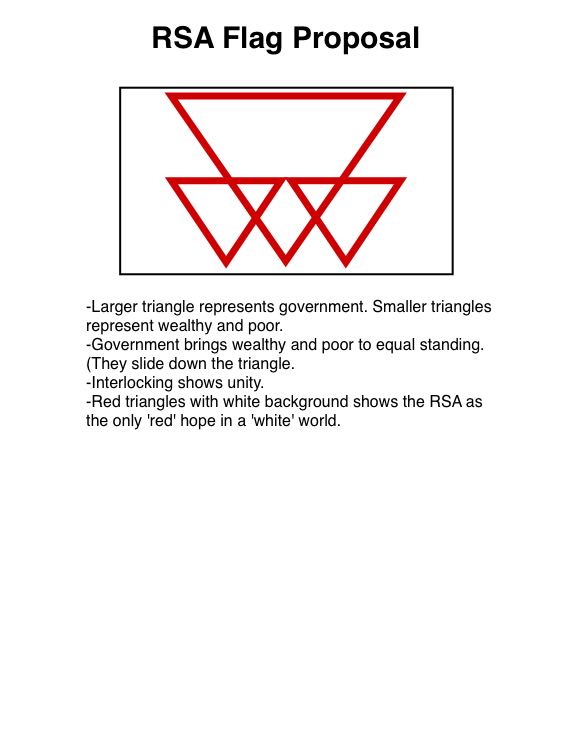 RSA Flag Proposal
-Larger triangle represents government. Smaller triangles
represent wealthy and poor.
-Government brings wealthy and poor to equal standing.
(They slide down the triangle.
-Interlocking shows unity.
-Red triangles with white background shows the RSA as
the only 'red' hope in a 'white' world.